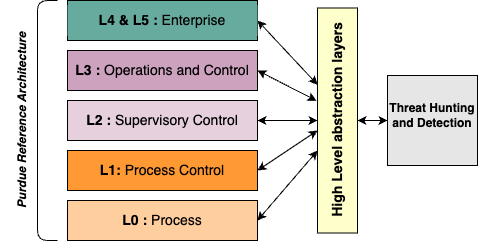 Purdue Reference Architecture
L4 & L5 : Enterprise
L3 : Operations and Control
L2 : Supervisory Control
L1: Process Control
L0 : Process
High Level abstraction layers
Threat Hunting
and Detection